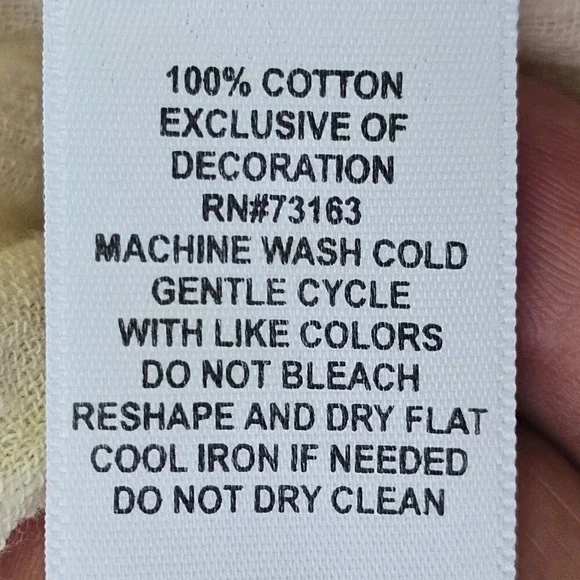 100% COTTON
EXCLUSIVE OF
DECORATION
RN#73163
MACHINE WASH COLD
GENTLE CYCLE
WITH LIKE COLORS
DO NOT BLEACH
RESHAPE AND DRY FLAT
COOL IRON IF NEEDED
DO NOT DRY CLEAN